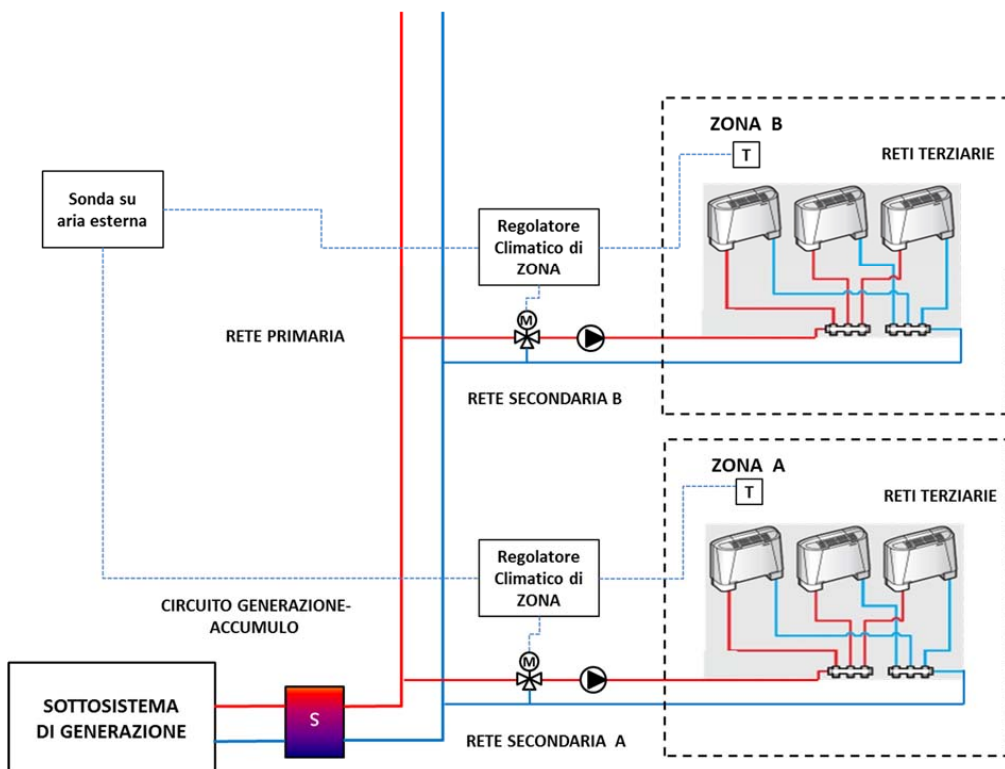 ZONA B
T
RETI TERZIARIE
Sonda su
aria esterna
Regolatore
Climatico di
ZONA
M
RETE PRIMARIA
RETE SECONDARIA B
ZONA A
T
RETI TERZIARIE
Regolatore
Climatico di
ZONA
CIRCUITO GENERAZIONE-
ACCUMULO
M
SOTTOSISTEMA
DI GENERAZIONE
S
RETE SECONDARIA A